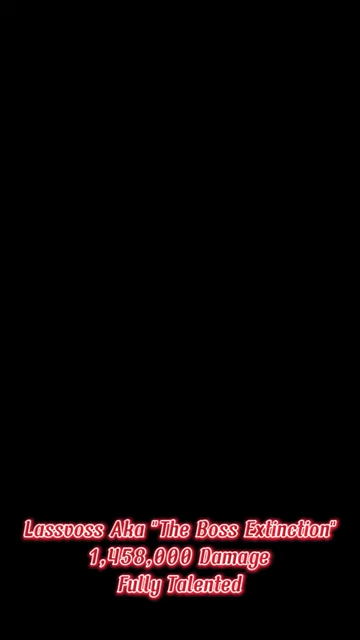 Lassvoss Aka "The Boss Extinction"
1,458,000 Damage
Fully Talented